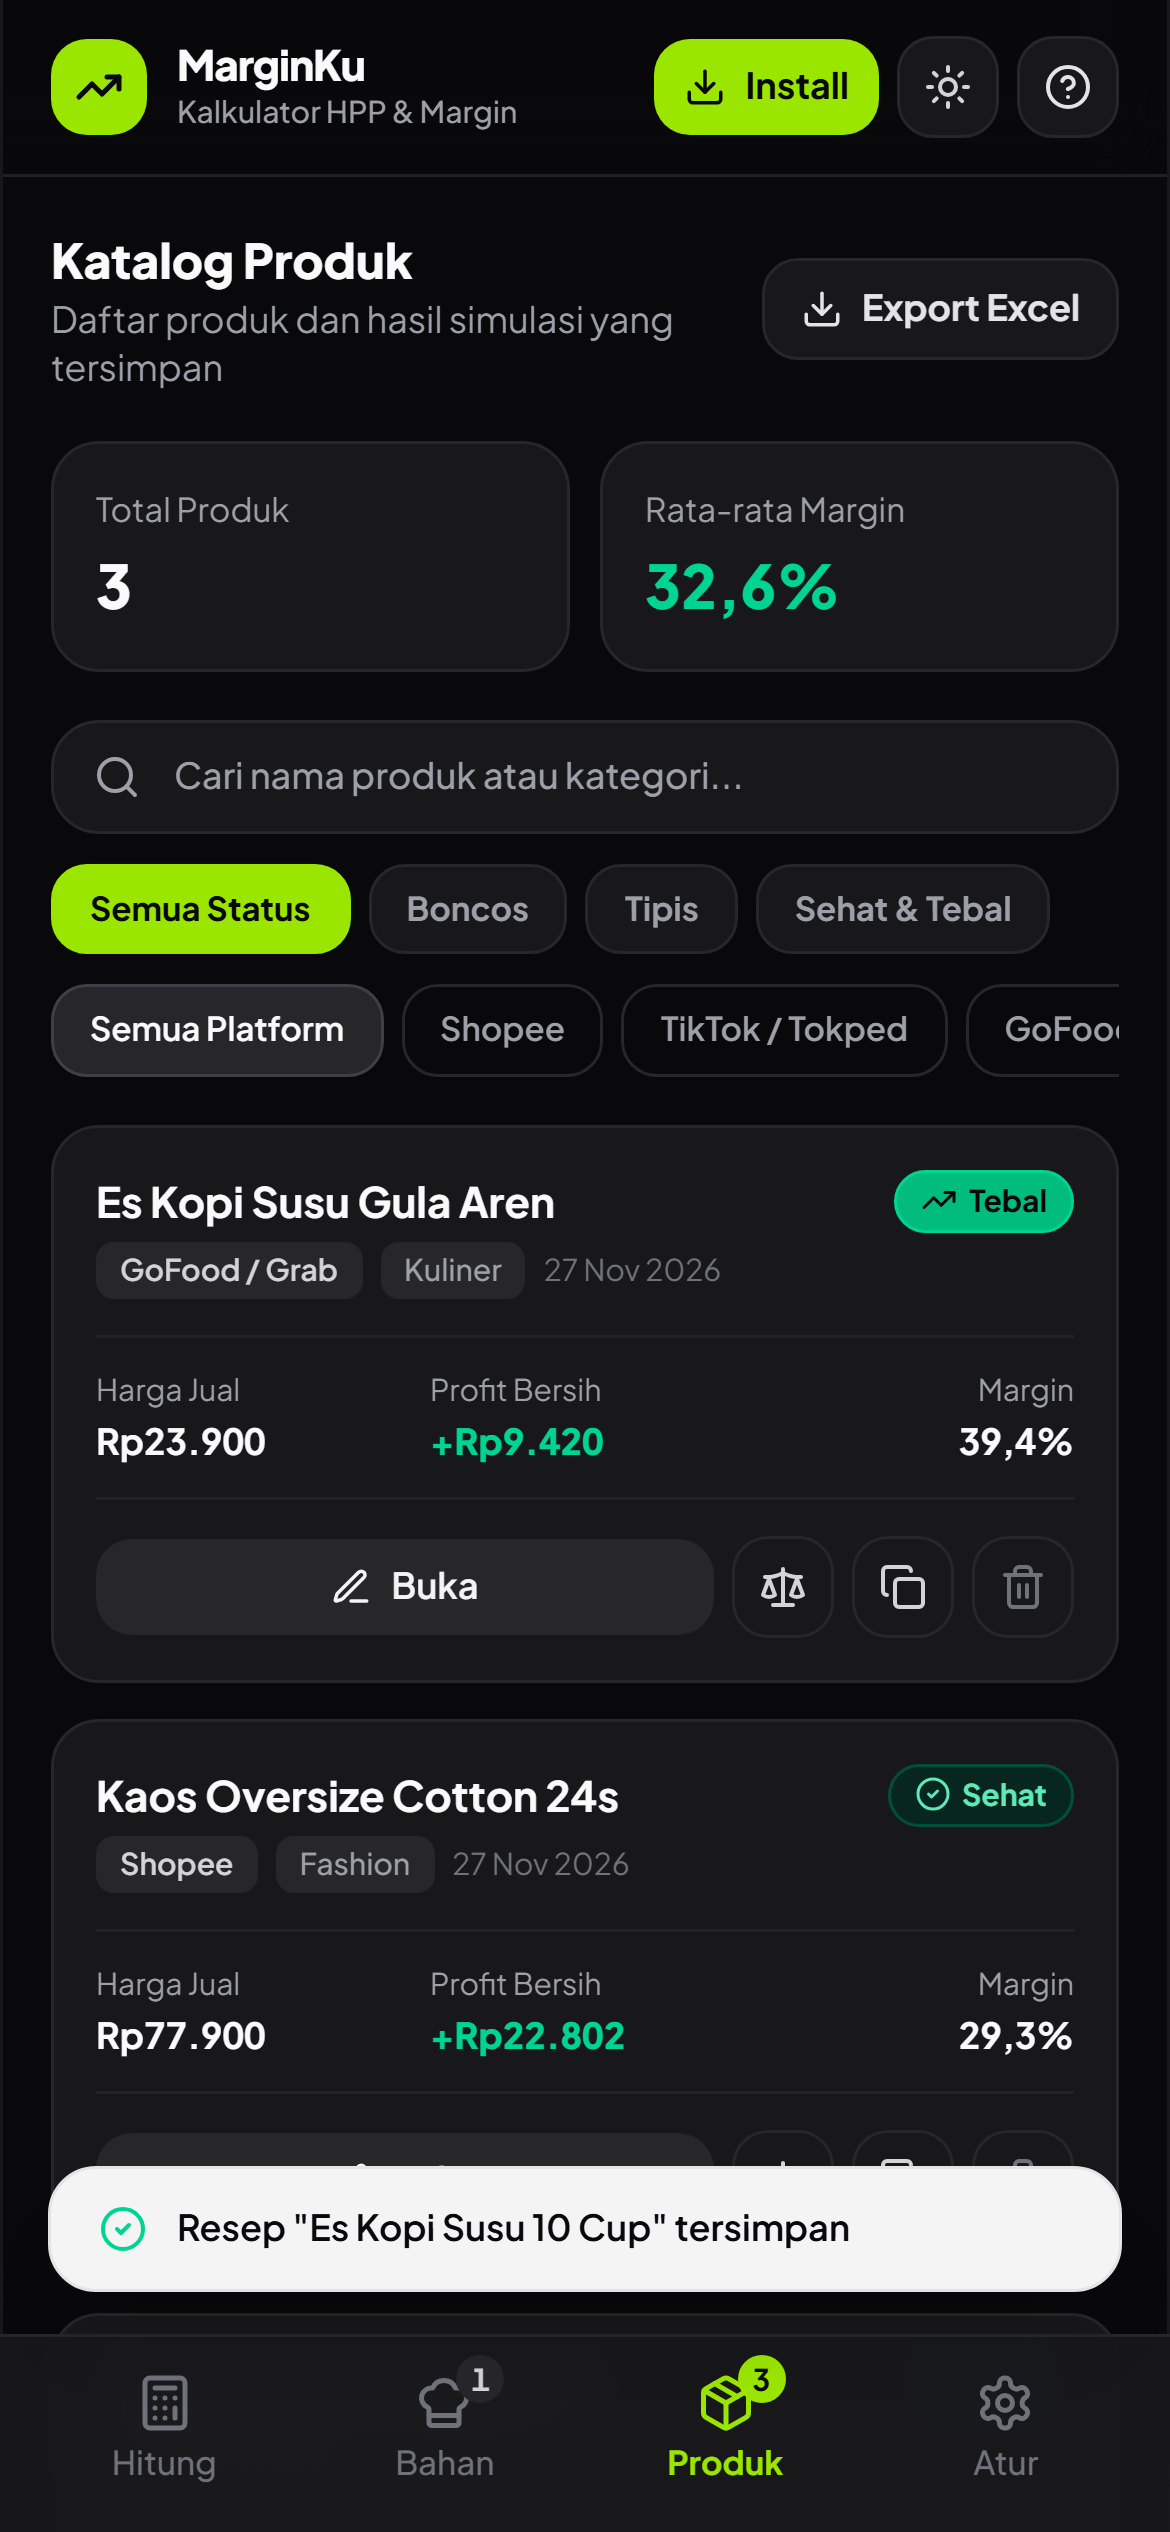 MarginKu
Kalkulator HPP & Margin
Install
Katalog Produk
Daftar produk dan hasil simulasi yang
tersimpan
Export Excel
Total Produk
3
Rata-rata Margin
32,6%
Cari nama produk atau kategori...
Semua Status
Boncos
Tipis
Sehat & Tebal
Semua Platform
Shopee
TikTok / Tokped
GoFood
Es Kopi Susu Gula Aren
Tebal
GoFood / Grab
Kuliner
27 Nov 2026
Harga Jual
Profit Bersih
Margin
Rp23.900
+Rp9.420
39,4%
Buka
Kaos Oversize Cotton 24s
Sehat
Shopee
Fashion
27 Nov 2026
Harga Jual
Profit Bersih
Margin
Rp77.900
+Rp22.802
29,3%
Resep "Es Kopi Susu 10 Cup" tersimpan
Hitung
1
Bahan
3
Produk
Atur